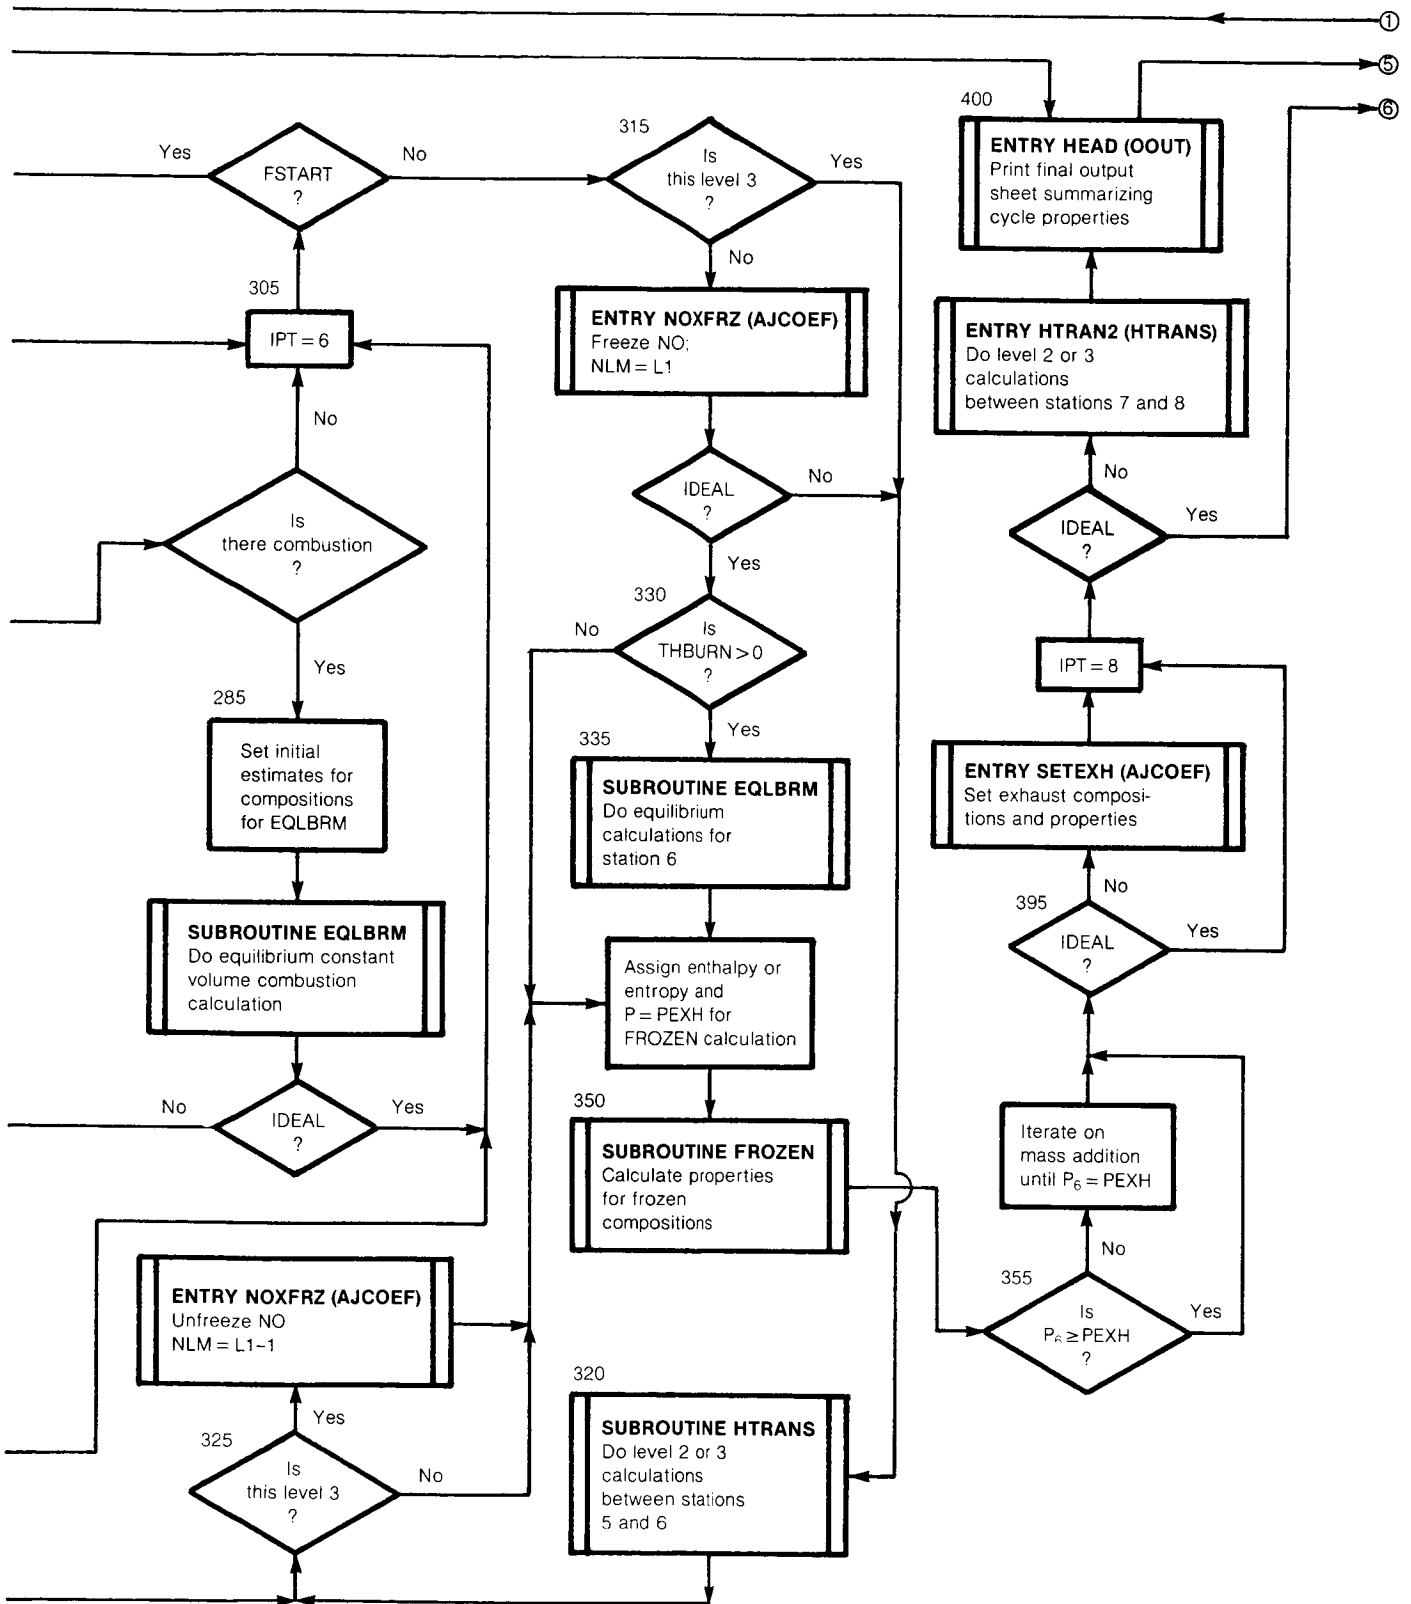 ①
⑤
⑥
Yes
FSTART
?
No
315
Is
this level 3
?
Yes
No
400
ENTRY HEAD (OOUT)
Print final output
sheet summarizing
cycle properties
305
IPT = 6
No
Is
there combustion
?
Yes
285
Set initial
estimates for
compositions
for EQLBRM
SUBROUTINE EQLBRM
Do equilibrium constant
volume combustion
calculation
No
IDEAL
?
Yes
ENTRY NOXFRZ (AJCOEF)
Unfreeze NO
NLM = L1-1
Yes
325
Is
this level 3
?
No
ENTRY NOXFRZ (AJCOEF)
Freeze NO;
NLM = L1
IDEAL
?
No
Yes
330
No
Is
THBURN > 0
?
Yes
335
SUBROUTINE EQLBRM
Do equilibrium
calculations for
station 6
Assign enthalpy or
entropy and
P = PEXH for
FROZEN calculation
350
SUBROUTINE FROZEN
Calculate properties
for frozen
compositions
320
SUBROUTINE HTRANS
Do level 2 or 3
calculations
between stations
5 and 6
ENTRY HTRAN2 (HTRANS)
Do level 2 or 3
calculations
between stations 7 and 8
No
IDEAL
?
Yes
IPT = 8
ENTRY SETEXH (AJCOEF)
Set exhaust composi-
tions and properties
No
395
IDEAL
?
Yes
Iterate on
mass addition
until P₆ = PEXH
No
355
Is
P₆ ≥ PEXH
?
Yes